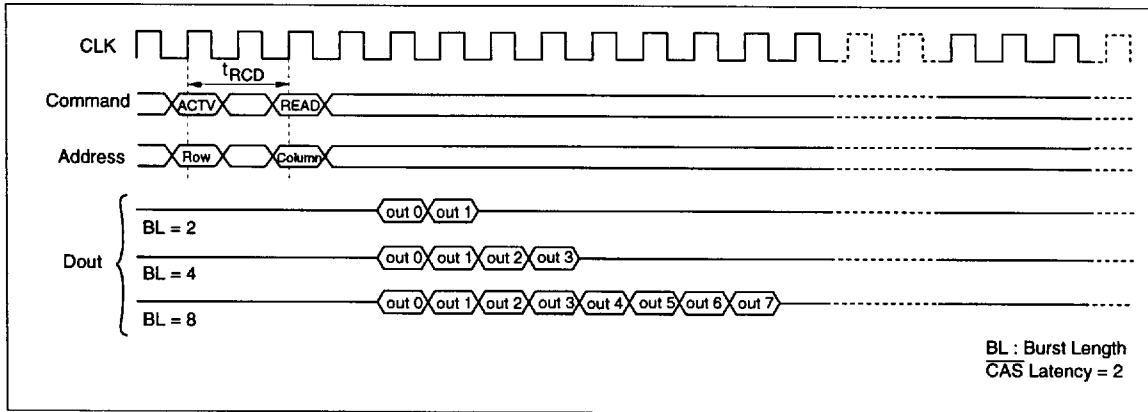 CLK
tRCD
Command ACTV READ
Address Row Column
Dout
out 0 out 1
BL = 2
out 0 out 1 out 2 out 3
BL = 4
out 0 out 1 out 2 out 3 out 4 out 5 out 6 out 7
BL = 8
BL : Burst Length
CAS Latency = 2